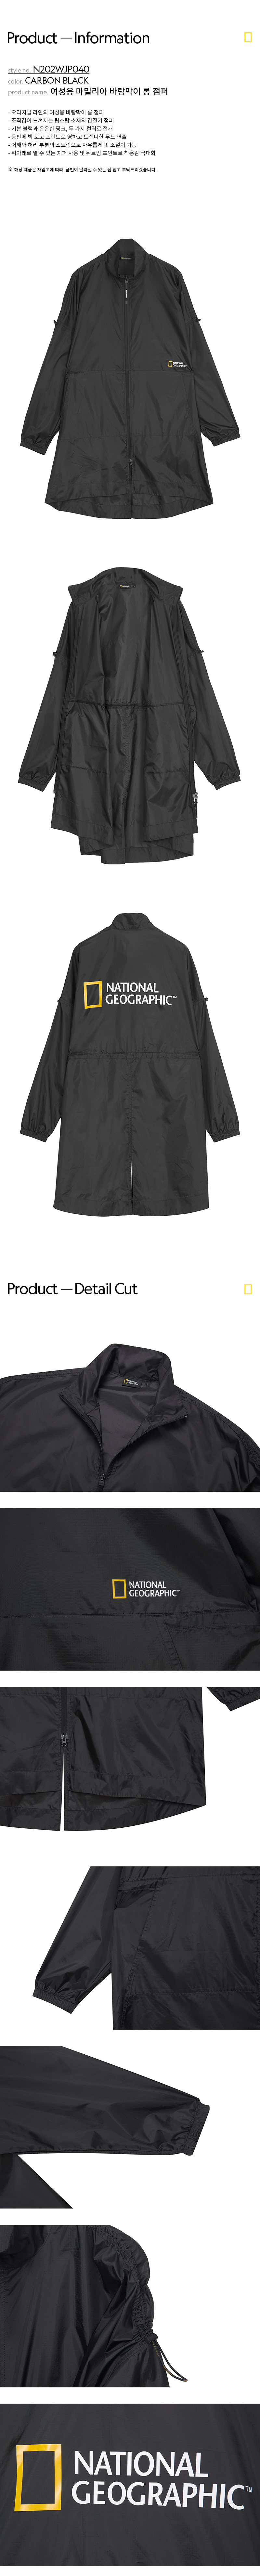 Product — Information
style no. N202WJP040
color. CARBON BLACK
product name. 여성용 마밀리아 바람막이 롱 점퍼
- 오리지널 라인의 여성용 바람막이 롱 점퍼
- 조직감이 느껴지는 립스탑 소재의 간절기 점퍼
- 기본 블랙과 은은한 핑크, 두 가지 컬러로 전개
- 등판에 빅 로고 프린트로 영하고 트렌디한 무드 연출
- 어깨와 허리 부분의 스트링으로 자유롭게 핏 조절이 가능
- 위아래로 열 수 있는 지퍼 사용 및 뒤트임 포인트로 착용감 극대화
※ 해당 제품은 재입고에 따라, 품번이 달라질 수 있는 점 참고 부탁드리겠습니다.
NATIONAL
GEOGRAPHIC
NATIONAL
GEOGRAPHIC™
Product — Detail Cut
NATIONAL
GEOGRAPHIC™
NATIONAL
GEOGRAPHIC™